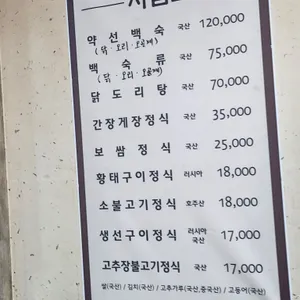 약선백숙 국산 120,000
(닭·오리·오골계)
백숙류 국산 75,000
(닭·오리·오골계)
닭도리탕 국산 70,000
간장게장정식 국산 35,000
보쌈정식 국산 25,000
황태구이정식 러시아 18,000
소불고기정식 호주산 18,000
생선구이정식 러시아 국산 17,000
고추장불고기정식 국산 17,000
쌀(국산) / 김치(국산) / 고추가루(국산,중국산) / 고등어(국산)